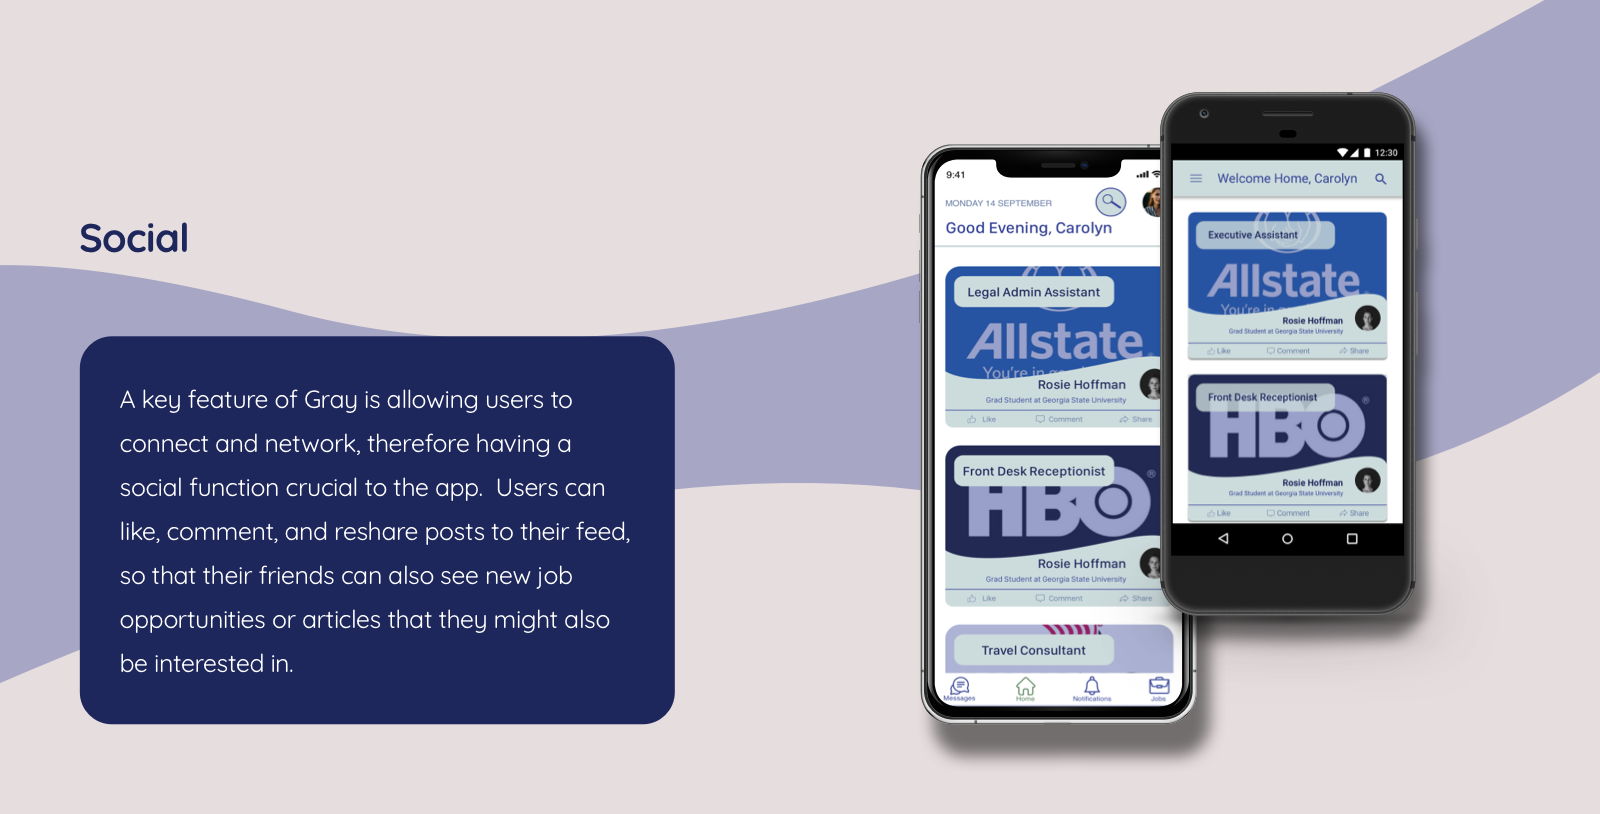 Social
A key feature of Gray is allowing users to
connect and network, therefore having a
social function crucial to the app.  Users can
like, comment, and reshare posts to their feed,
so that their friends can also see new job
opportunities or articles that they might also
be interested in.
9:41
MONDAY 14 SEPTEMBER
Good Evening, Carolyn
Legal Admin Assistant
Allstate
You're in
Rosie Hoffman
Grad Student at Georgia State University
Like Comment Share
Front Desk Receptionist
HBO®
Rosie Hoffman
Grad Student at Georgia State University
Like Comment Share
Travel Consultant
Messages Home Notifications Jobs
12:30
Welcome Home, Carolyn
Executive Assistant
Allstate
You're in
Rosie Hoffman
Grad Student at Georgia State University
Like Comment Share
Front Desk Receptionist
HBO®
Rosie Hoffman
Grad Student at Georgia State University
Like Comment Share